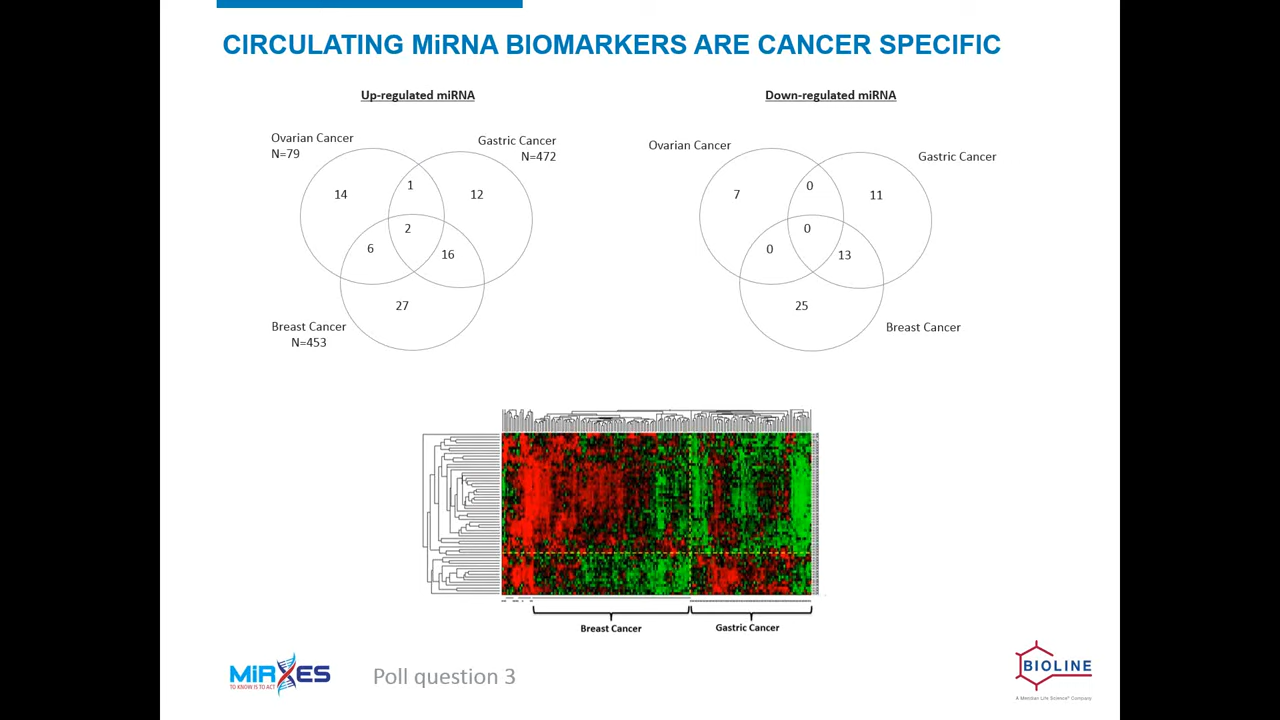 CIRCULATING MiRNA BIOMARKERS ARE CANCER SPECIFIC
Up-regulated miRNA
Ovarian Cancer
N=79
Gastric Cancer
N=472
14
1
12
2
6
16
27
Breast Cancer
N=453
Down-regulated miRNA
Ovarian Cancer
Gastric Cancer
7
0
11
0
0
13
25
Breast Cancer
Breast Cancer
Gastric Cancer
MiRXES
TO KNOW IS TO ACT
Poll question 3
BIOLINE
A Meridian Life Science® Company